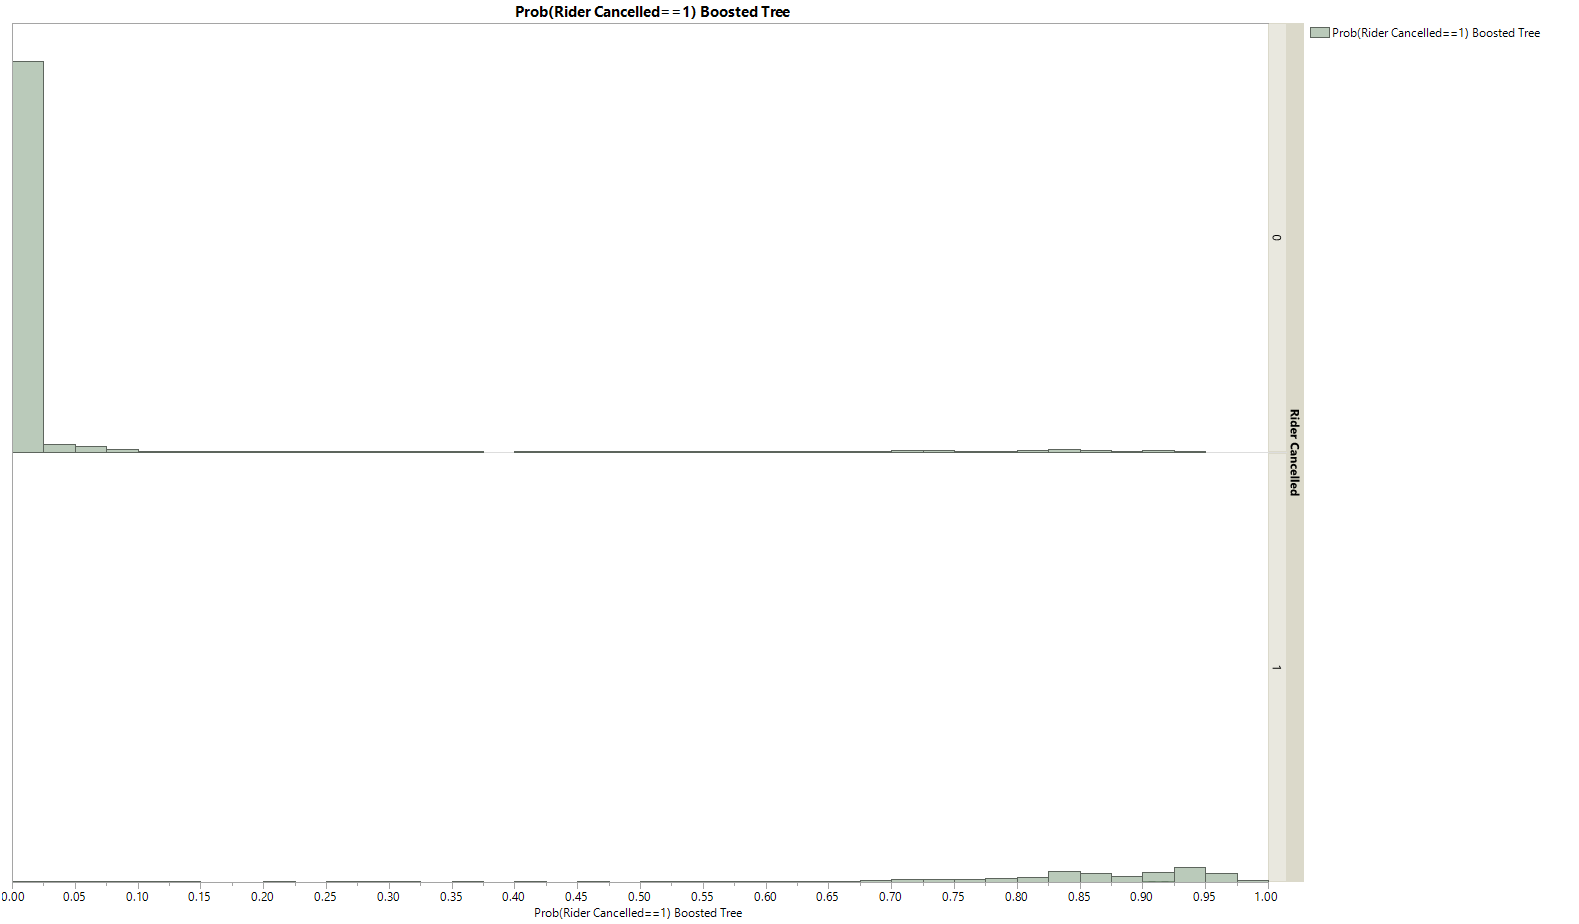 Prob(Rider Cancelled==1) Boosted Tree
Prob(Rider Cancelled==1) Boosted Tree
0
Rider Cancelled
1
0.00 0.05 0.10 0.15 0.20 0.25 0.30 0.35 0.40 0.45 0.50 0.55 0.60 0.65 0.70 0.75 0.80 0.85 0.90 0.95 1.00
Prob(Rider Cancelled==1) Boosted Tree